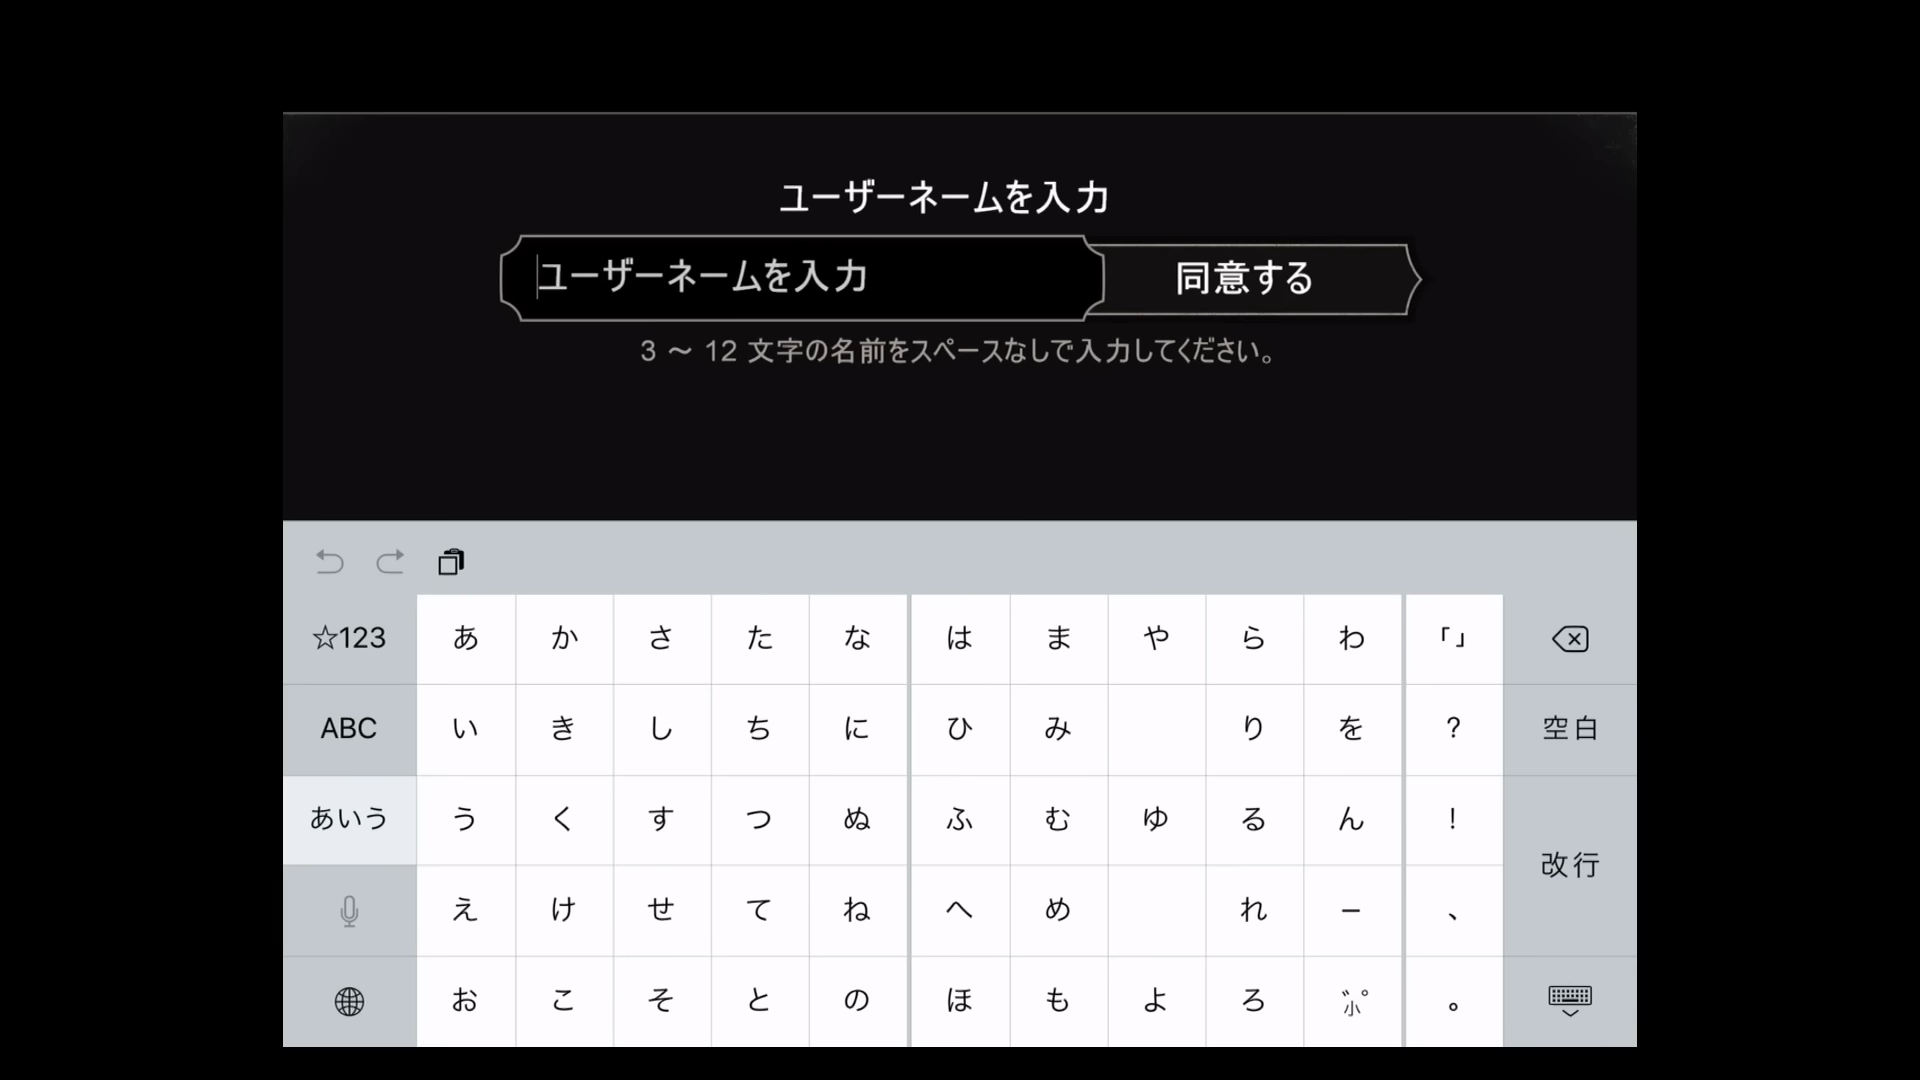 ユーザーネームを入力
ユーザーネームを入力 同意する
3 ～ 12 文字の名前をスペースなしで入力してください。
☆123 あ か さ た な は ま や ら わ 「」
ABC い き し ち に ひ み り を ? 空白
あいう う く す つ ぬ ふ む ゆ る ん ! 改行
え け せ て ね へ め れ ー 、
お こ そ と の ほ も よ ろ ゛゜小 。